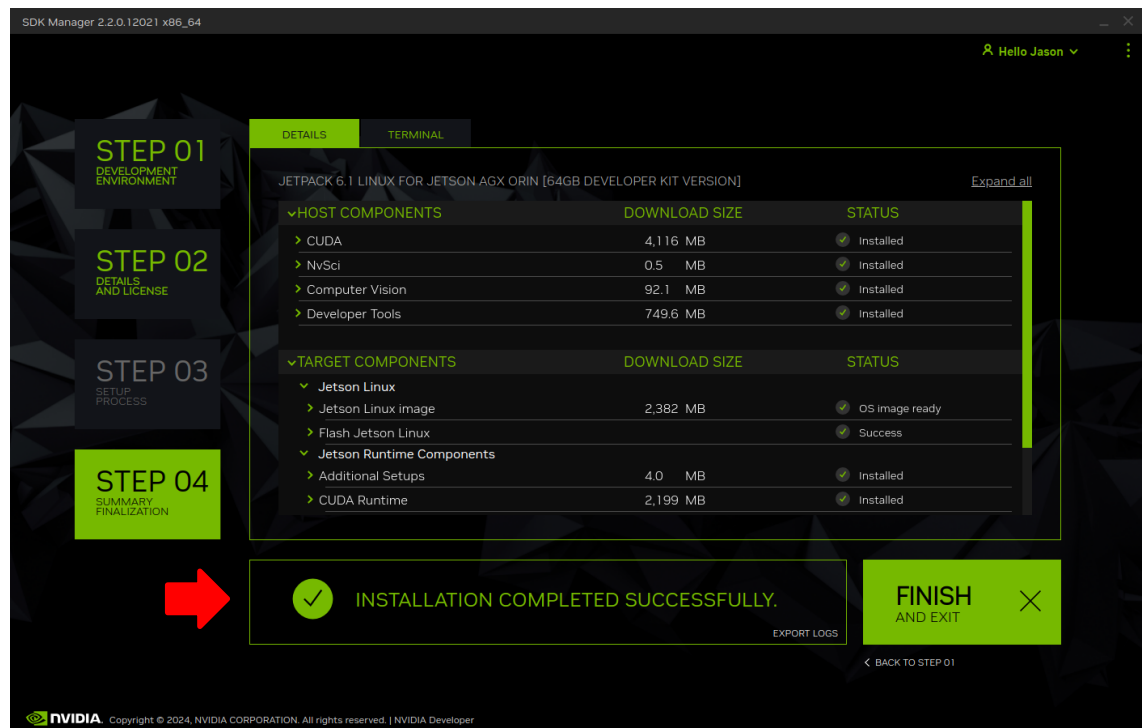 SDK Manager 2.2.0.12021 x86_64
Hello Jason
STEP 01
DEVELOPMENT
ENVIRONMENT
STEP 02
DETAILS
AND LICENSE
STEP 03
SETUP
PROCESS
STEP 04
SUMMARY
FINALIZATION
DETAILS TERMINAL
JETPACK 6.1 LINUX FOR JETSON AGX ORIN [64GB DEVELOPER KIT VERSION] Expand all
HOST COMPONENTS DOWNLOAD SIZE STATUS
CUDA 4,116 MB Installed
NvSci 0.5 MB Installed
Computer Vision 92.1 MB Installed
Developer Tools 749.6 MB Installed
TARGET COMPONENTS DOWNLOAD SIZE STATUS
Jetson Linux
Jetson Linux image 2,382 MB OS image ready
Flash Jetson Linux Success
Jetson Runtime Components
Additional Setups 4.0 MB Installed
CUDA Runtime 2,199 MB Installed
INSTALLATION COMPLETED SUCCESSFULLY.
EXPORT LOGS
FINISH
AND EXIT
BACK TO STEP 01
NVIDIA. Copyright © 2024, NVIDIA CORPORATION. All rights reserved. | NVIDIA Developer